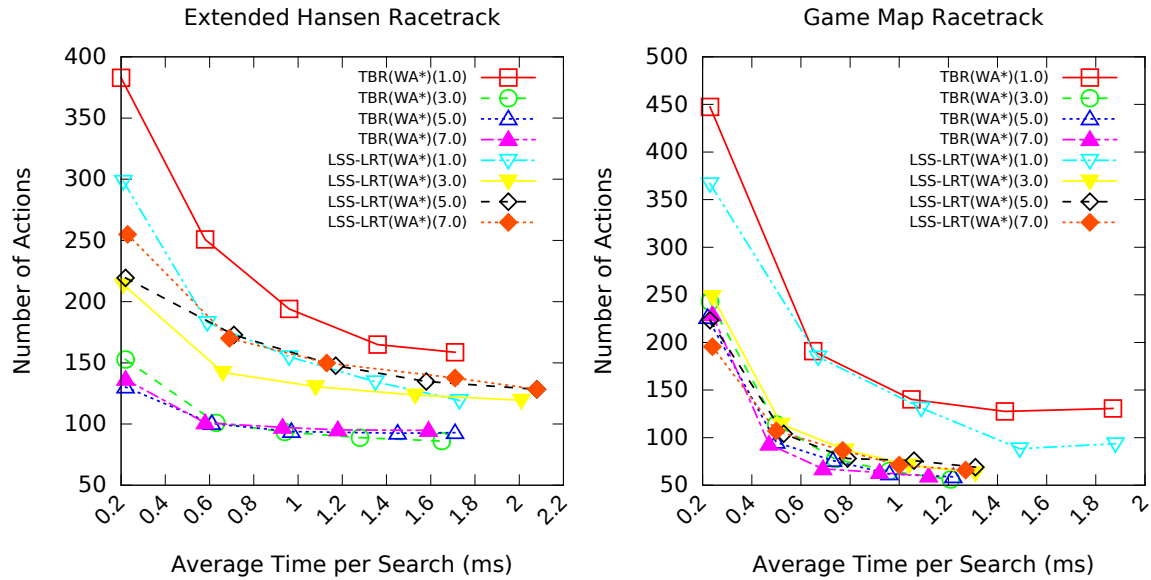 Extended Hansen Racetrack
Number of Actions
400
350
300
250
200
150
100
50
TBR(WA*)(1.0)
TBR(WA*)(3.0)
TBR(WA*)(5.0)
TBR(WA*)(7.0)
LSS-LRT(WA*)(1.0)
LSS-LRT(WA*)(3.0)
LSS-LRT(WA*)(5.0)
LSS-LRT(WA*)(7.0)
0.2 0.4 0.6 0.8 1 1.2 1.4 1.6 1.8 2 2.2
Average Time per Search (ms)
Game Map Racetrack
Number of Actions
500
450
400
350
300
250
200
150
100
50
TBR(WA*)(1.0)
TBR(WA*)(3.0)
TBR(WA*)(5.0)
TBR(WA*)(7.0)
LSS-LRT(WA*)(1.0)
LSS-LRT(WA*)(3.0)
LSS-LRT(WA*)(5.0)
LSS-LRT(WA*)(7.0)
0.2 0.4 0.6 0.8 1 1.2 1.4 1.6 1.8 2
Average Time per Search (ms)